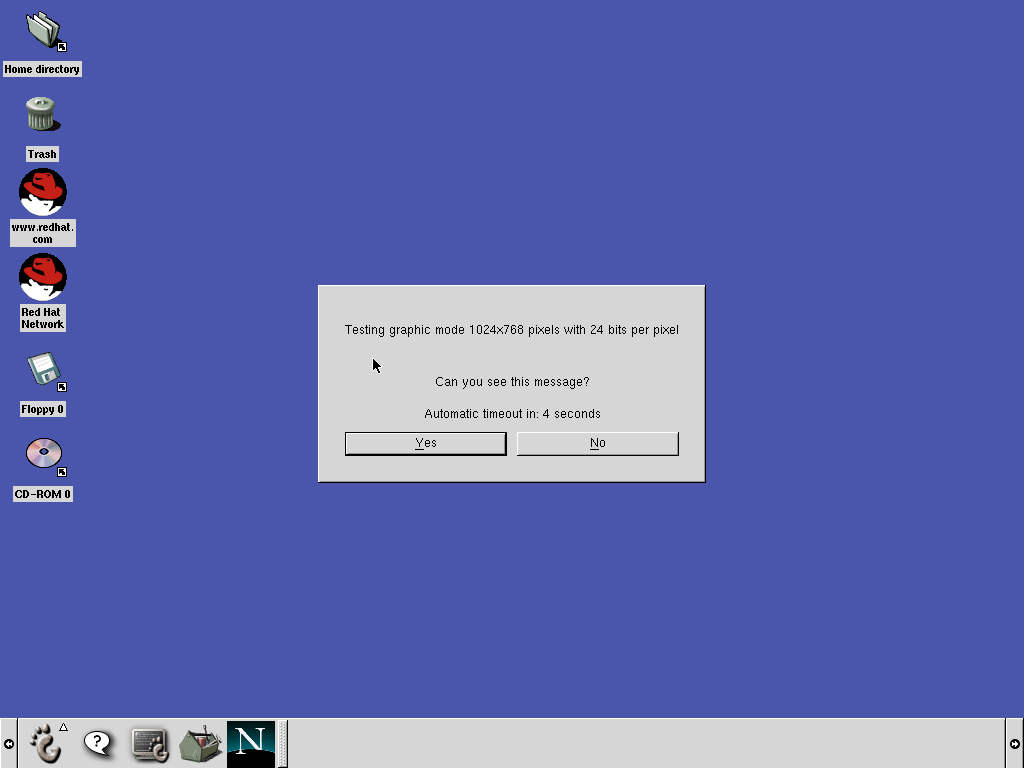 Home directory
Trash
www.redhat.
com
Red Hat
Network
Floppy 0
CD-ROM 0
Testing graphic mode 1024x768 pixels with 24 bits per pixel
Can you see this message?
Automatic timeout in: 4 seconds
Yes
No
?
N